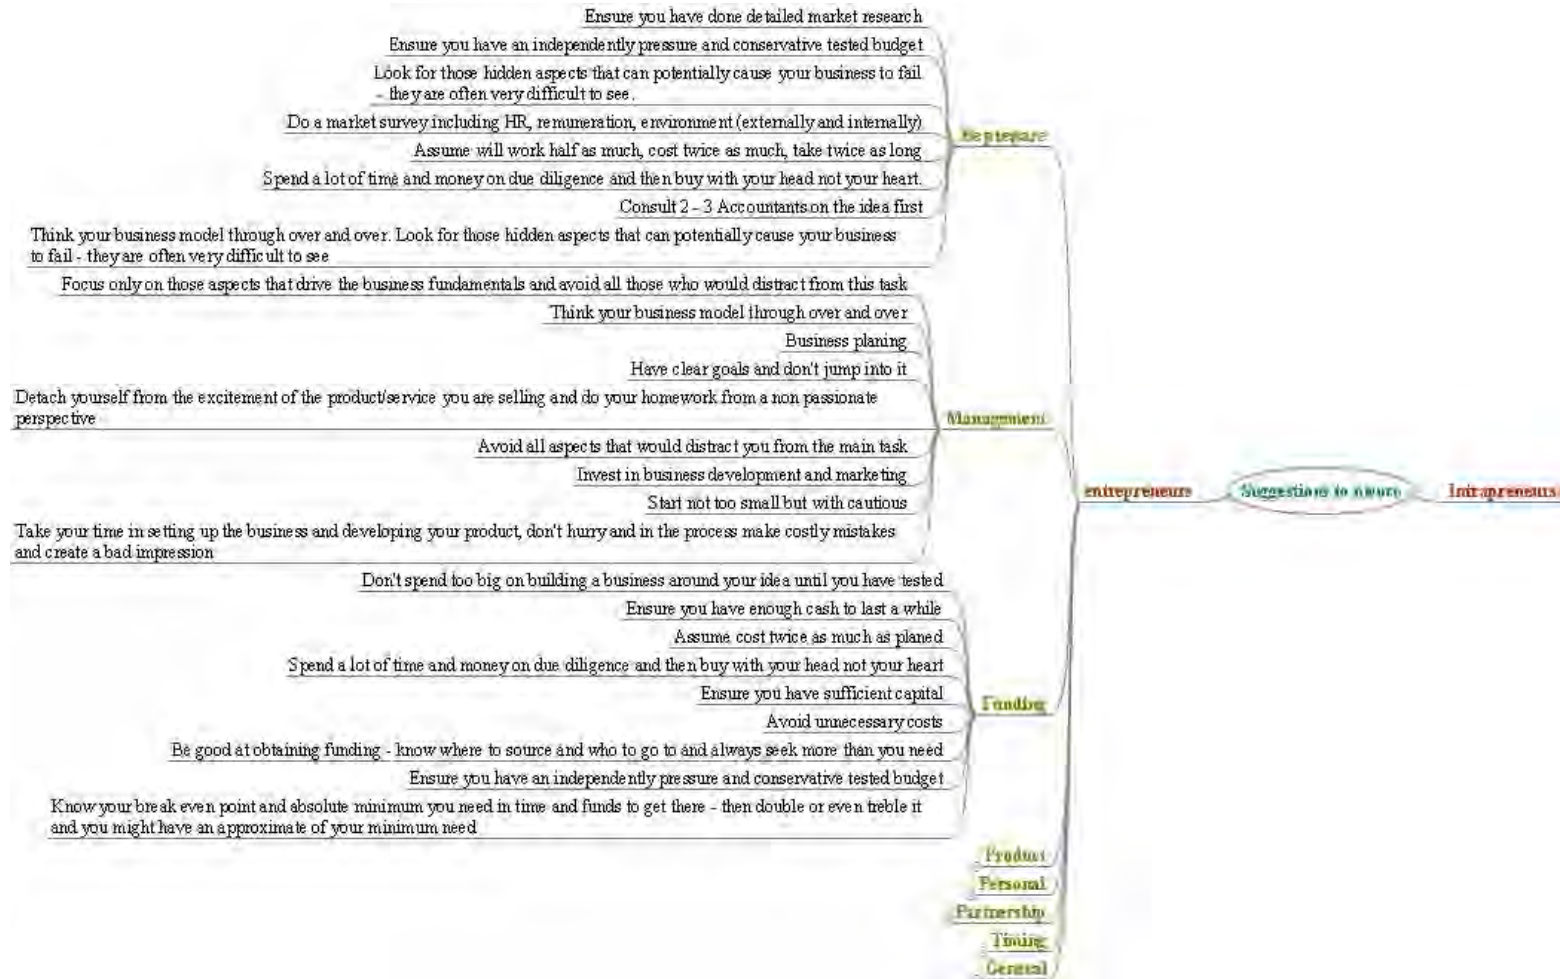 Ensure you have done detailed market research
Ensure you have an independently pressure and conservative tested budget
Look for those hidden aspects that can potentially cause your business to fail
- they are often very difficult to see.
Do a market survey including HR, remuneration, environment (externally and internally)
Assume will work half as much, cost twice as much, take twice as long
Spend a lot of time and money on due diligence and then buy with your head not your heart.
Consult 2 - 3 Accountants on the idea first
Think your business model through over and over. Look for those hidden aspects that can potentially cause your business
to fail - they are often very difficult to see
Focus only on those aspects that drive the business fundamentals and avoid all those who would distract from this task
Think your business model through over and over
Business planing
Have clear goals and don't jump into it
Detach yourself from the excitement of the product/service you are selling and do your homework from a non passionate
perspective
Management
Avoid all aspects that would distract you from the main task
Invest in business development and marketing
Start not too small but with cautious
Take your time in setting up the business and developing your product, don't hurry and in the process make costly mistakes
and create a bad impression
entrepreneurs
Suggestions to
Intrapreneurs
Don't spend too big on building a business around your idea until you have tested
Ensure you have enough cash to last a while
Assume cost twice as much as planed
Spend a lot of time and money on due diligence and then buy with your head not your heart
Ensure you have sufficient capital
Funding
Avoid unnecessary costs
Be good at obtaining funding - know where to source and who to go to and always seek more than you need
Ensure you have an independently pressure and conservative tested budget
Know your break even point and absolute minimum you need in time and funds to get there - then double or even treble it
and you might have an approximate of your minimum need
Product
Personal
Partnership
Timing
General